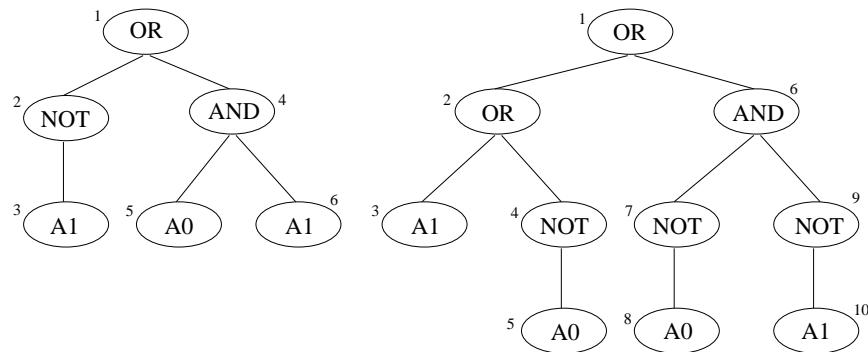 1 OR 1 OR
2 NOT AND 4 2 OR AND 6
3 A1 5 A0 A1 6 3 A1 4 NOT 7 NOT NOT 9
5 A0 8 A0 A1 10